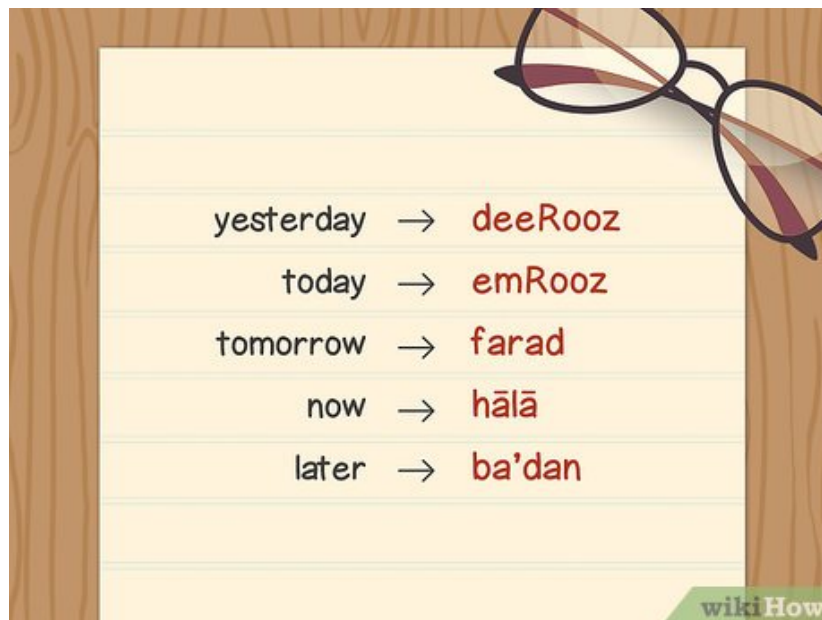 yesterday → deeRooz
today → emRooz
tomorrow → farad
now → hālā
later → ba'dan
wikiHow